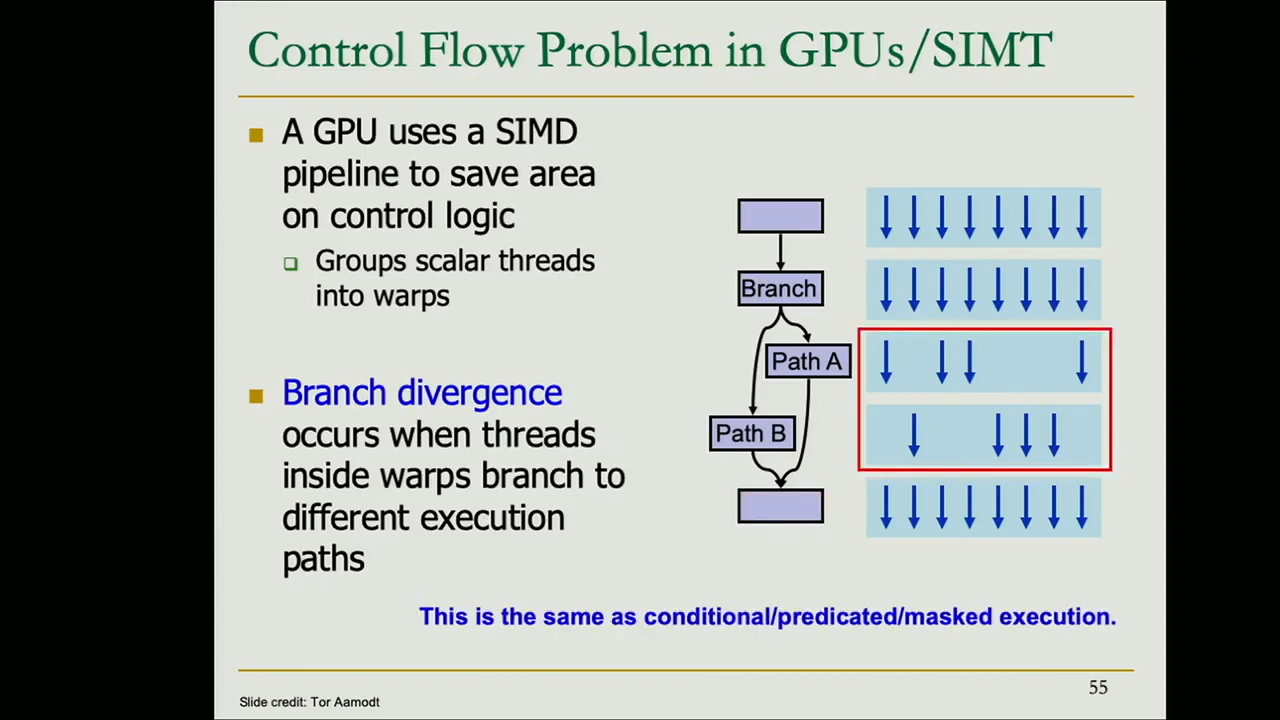 Control Flow Problem in GPUs/SIMT
A GPU uses a SIMD
pipeline to save area
on control logic
Groups scalar threads
into warps
Branch divergence
occurs when threads
inside warps branch to
different execution
paths
Branch
Path A
Path B
This is the same as conditional/predicated/masked execution.
Slide credit: Tor Aamodt
55